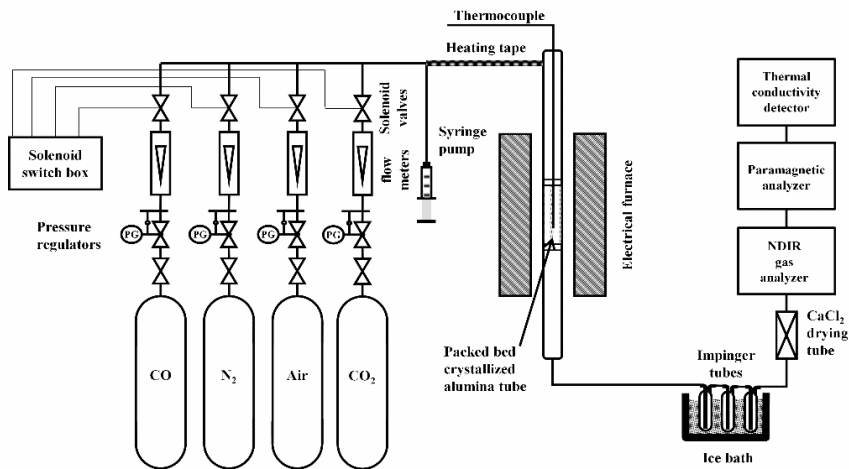 Thermocouple
Heating tape
Solenoid
valves
flow
meters
Syringe
pump
Solenoid
switch box
Pressure
regulators
PG
PG
PG
PG
CO
N₂
Air
CO₂
Electrical furnace
Packed bed
crystallized
alumina tube
Thermal
conductivity
detector
Paramagnetic
analyzer
NDIR
gas
analyzer
CaCl₂
drying
tube
Impinger
tubes
Ice bath